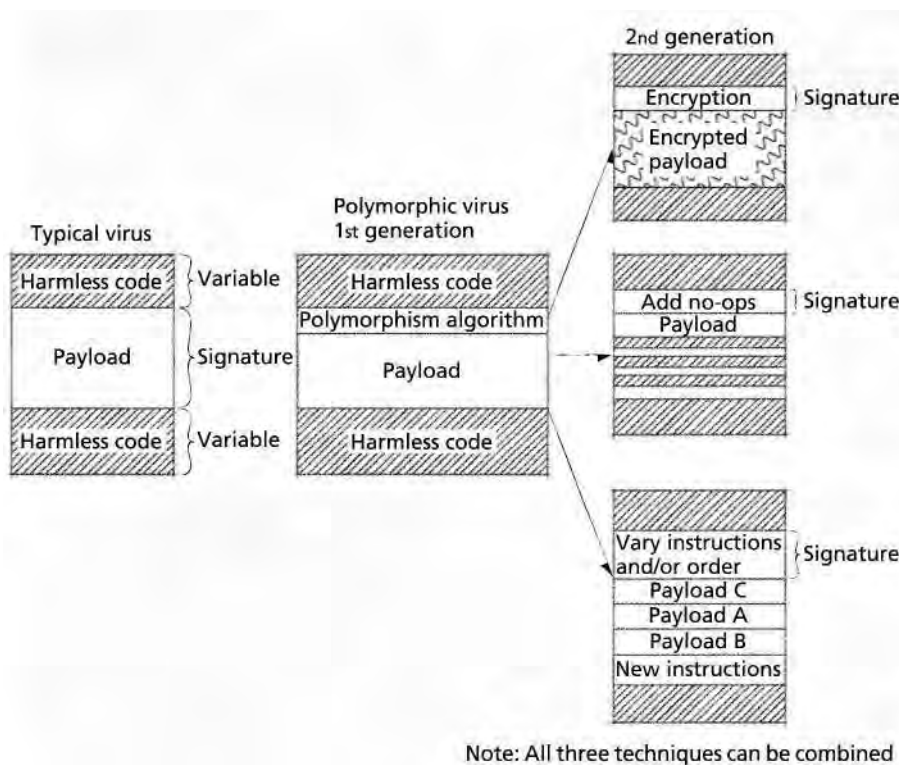 Typical virus
Harmless code
Variable
Payload
Signature
Harmless code
Variable
Polymorphic virus
1st generation
Harmless code
Polymorphism algorithm
Payload
Harmless code
2nd generation
Encryption
Signature
Encrypted
payload
Add no-ops
Signature
Payload
Vary instructions
and/or order
Signature
Payload C
Payload A
Payload B
New instructions
Note: All three techniques can be combined